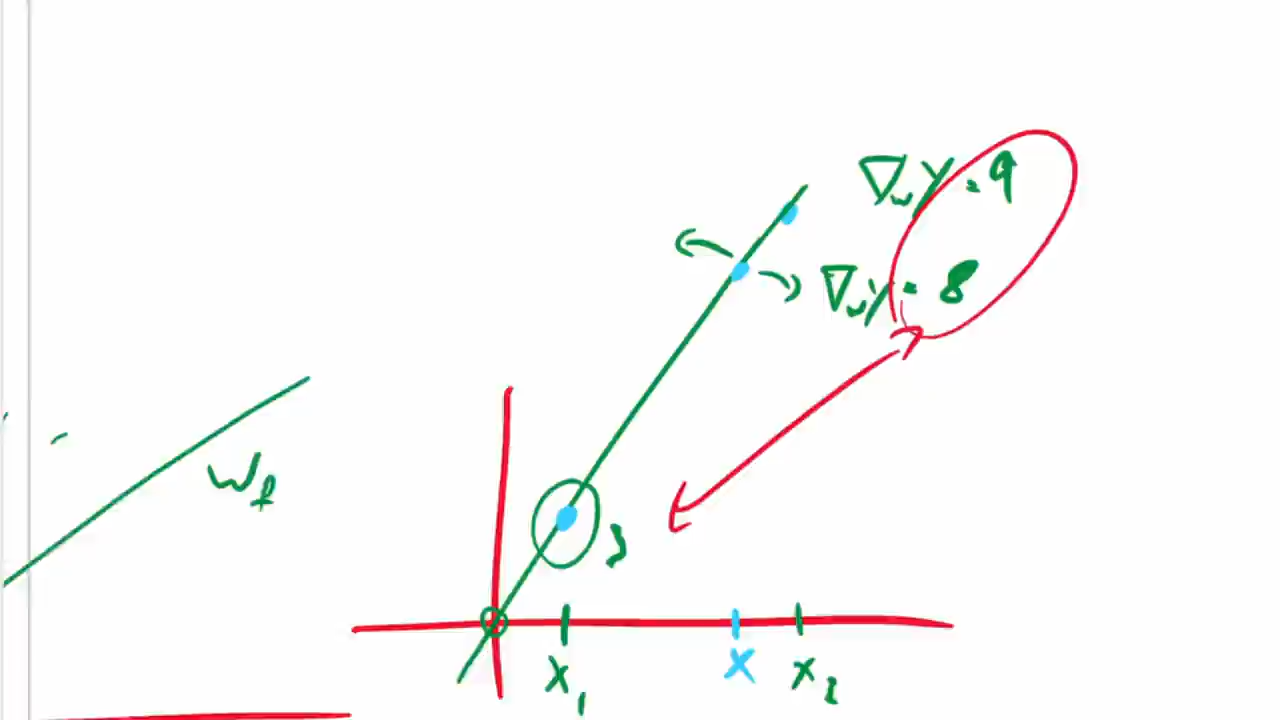 ∇wy = 9
∇wy = 8
Wf
3
x₁ x x₂